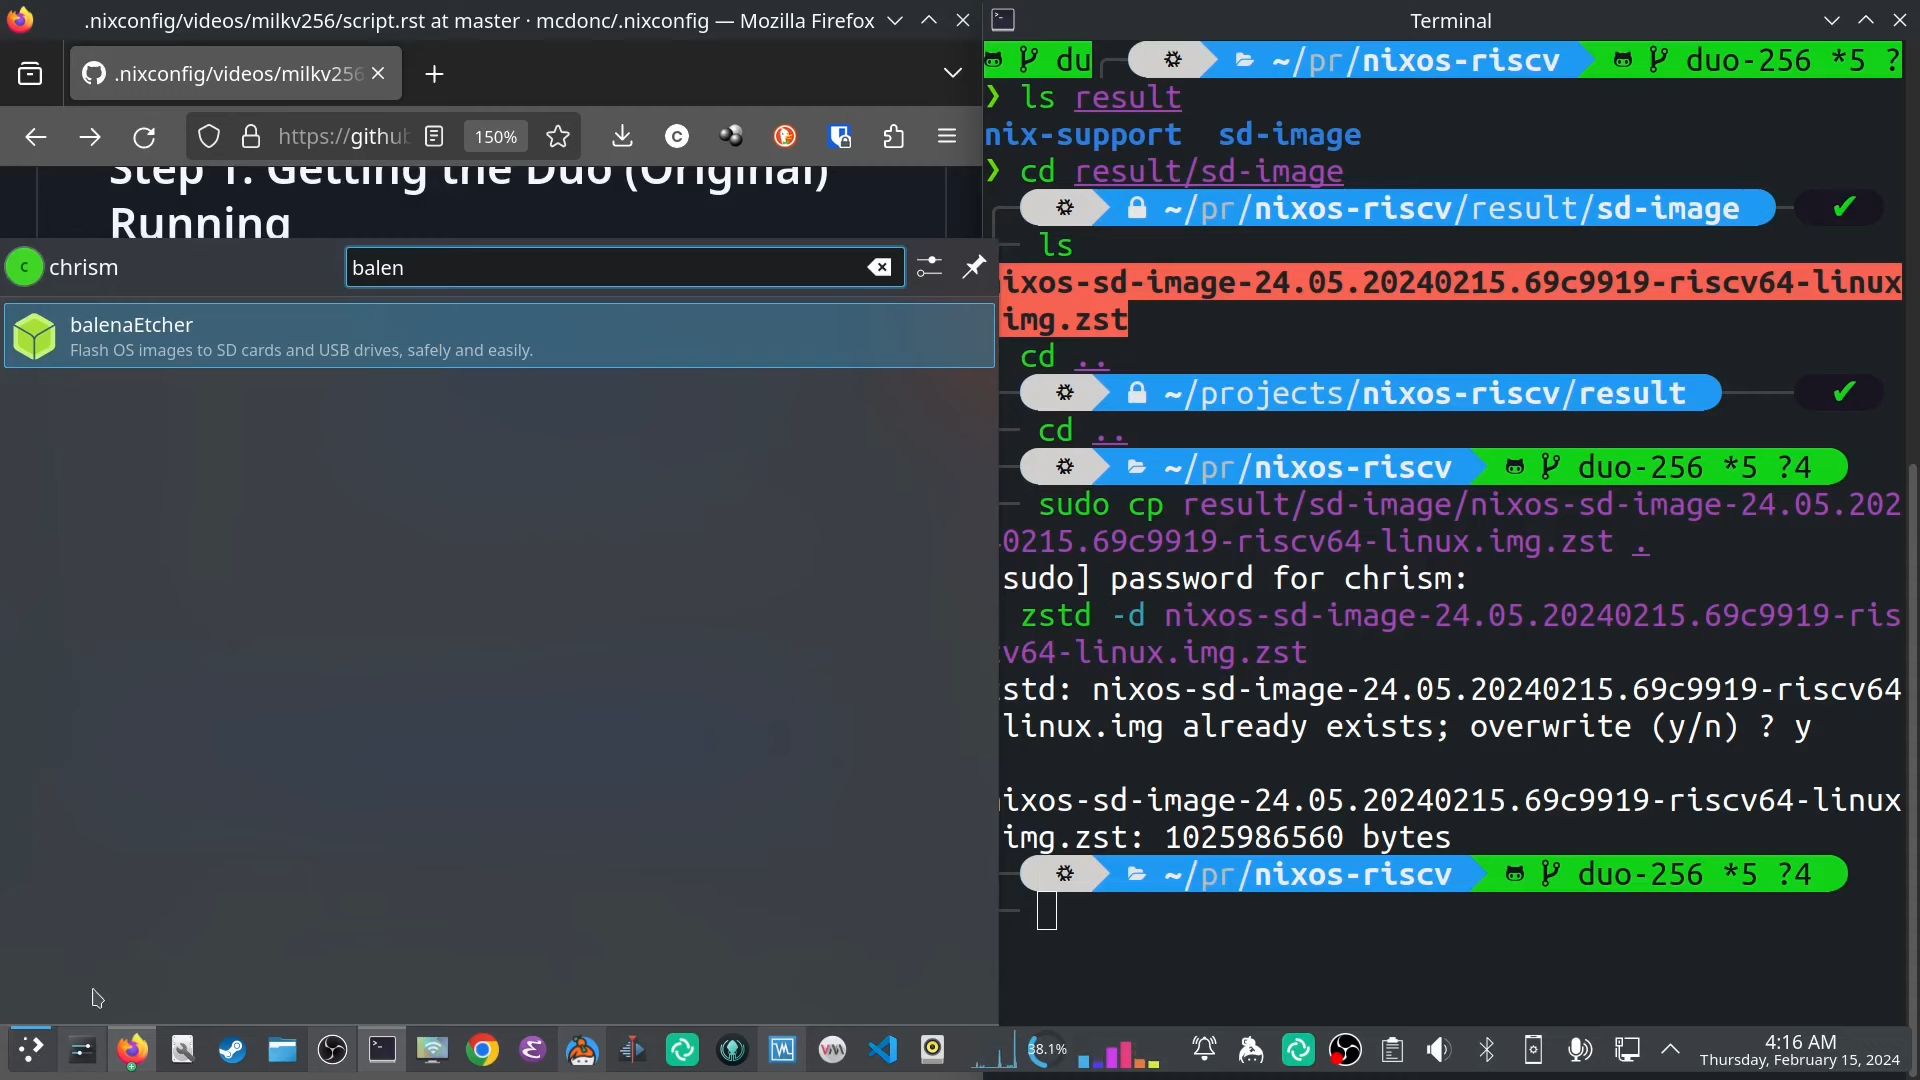 .nixconfig/videos/milkv256/script.rst at master · mcdonc/.nixconfig — Mozilla Firefox
.nixconfig/videos/milkv256
https://github
150%
Step 1: Getting the Duo (Original)
Running
c
chrism
balen
balenaEtcher
Flash OS images to SD cards and USB drives, safely and easily.
Terminal
du
~/pr/nixos-riscv
duo-256 *5 ?
❯ ls result
nix-support sd-image
❯ cd result/sd-image
~/pr/nixos-riscv/result/sd-image ✔
ls
ixos-sd-image-24.05.20240215.69c9919-riscv64-linux
img.zst
cd ..
~/projects/nixos-riscv/result ✔
cd ..
~/pr/nixos-riscv duo-256 *5 ?4
sudo cp result/sd-image/nixos-sd-image-24.05.202
0215.69c9919-riscv64-linux.img.zst .
sudo] password for chrism:
zstd -d nixos-sd-image-24.05.20240215.69c9919-ris
v64-linux.img.zst
std: nixos-sd-image-24.05.20240215.69c9919-riscv64
linux.img already exists; overwrite (y/n) ? y
ixos-sd-image-24.05.20240215.69c9919-riscv64-linux
img.zst: 1025986560 bytes
~/pr/nixos-riscv duo-256 *5 ?4
38.1%
4:16 AM
Thursday, February 15, 2024